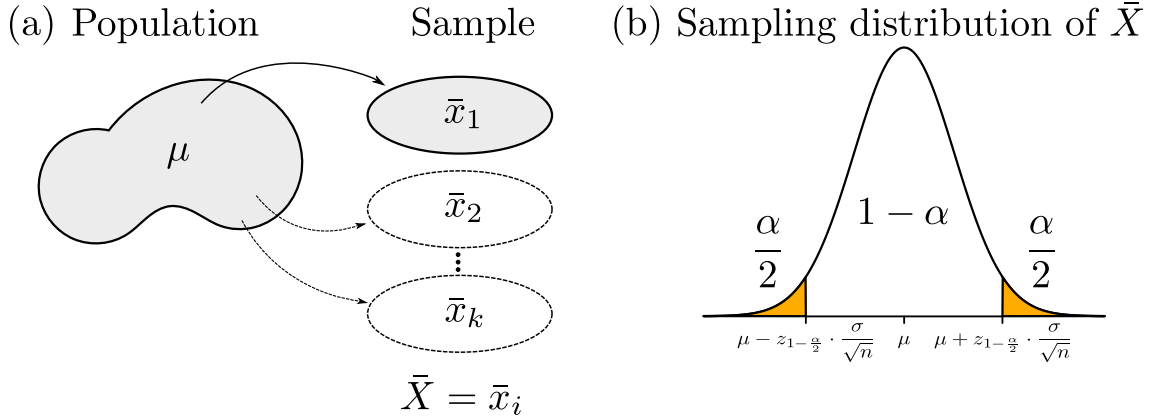 (a) Population
Sample
μ
x̄₁
x̄₂
x̄ₖ
X̄ = x̄ᵢ
(b) Sampling distribution of X̄
α/2
1 − α
α/2
μ − z₁₋α/₂ · σ/√n
μ
μ + z₁₋α/₂ · σ/√n